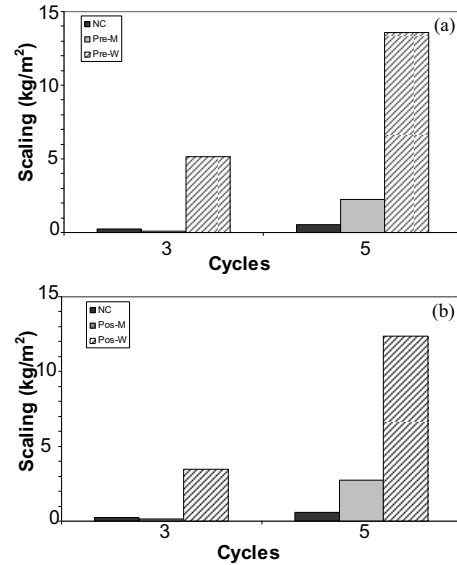 (a)
NC
Pre-M
Pre-W
Scaling (kg/m²)
15
10
5
0
3 5
Cycles
(b)
NC
Pos-M
Pos-W
Scaling (kg/m²)
15
10
5
0
3 5
Cycles